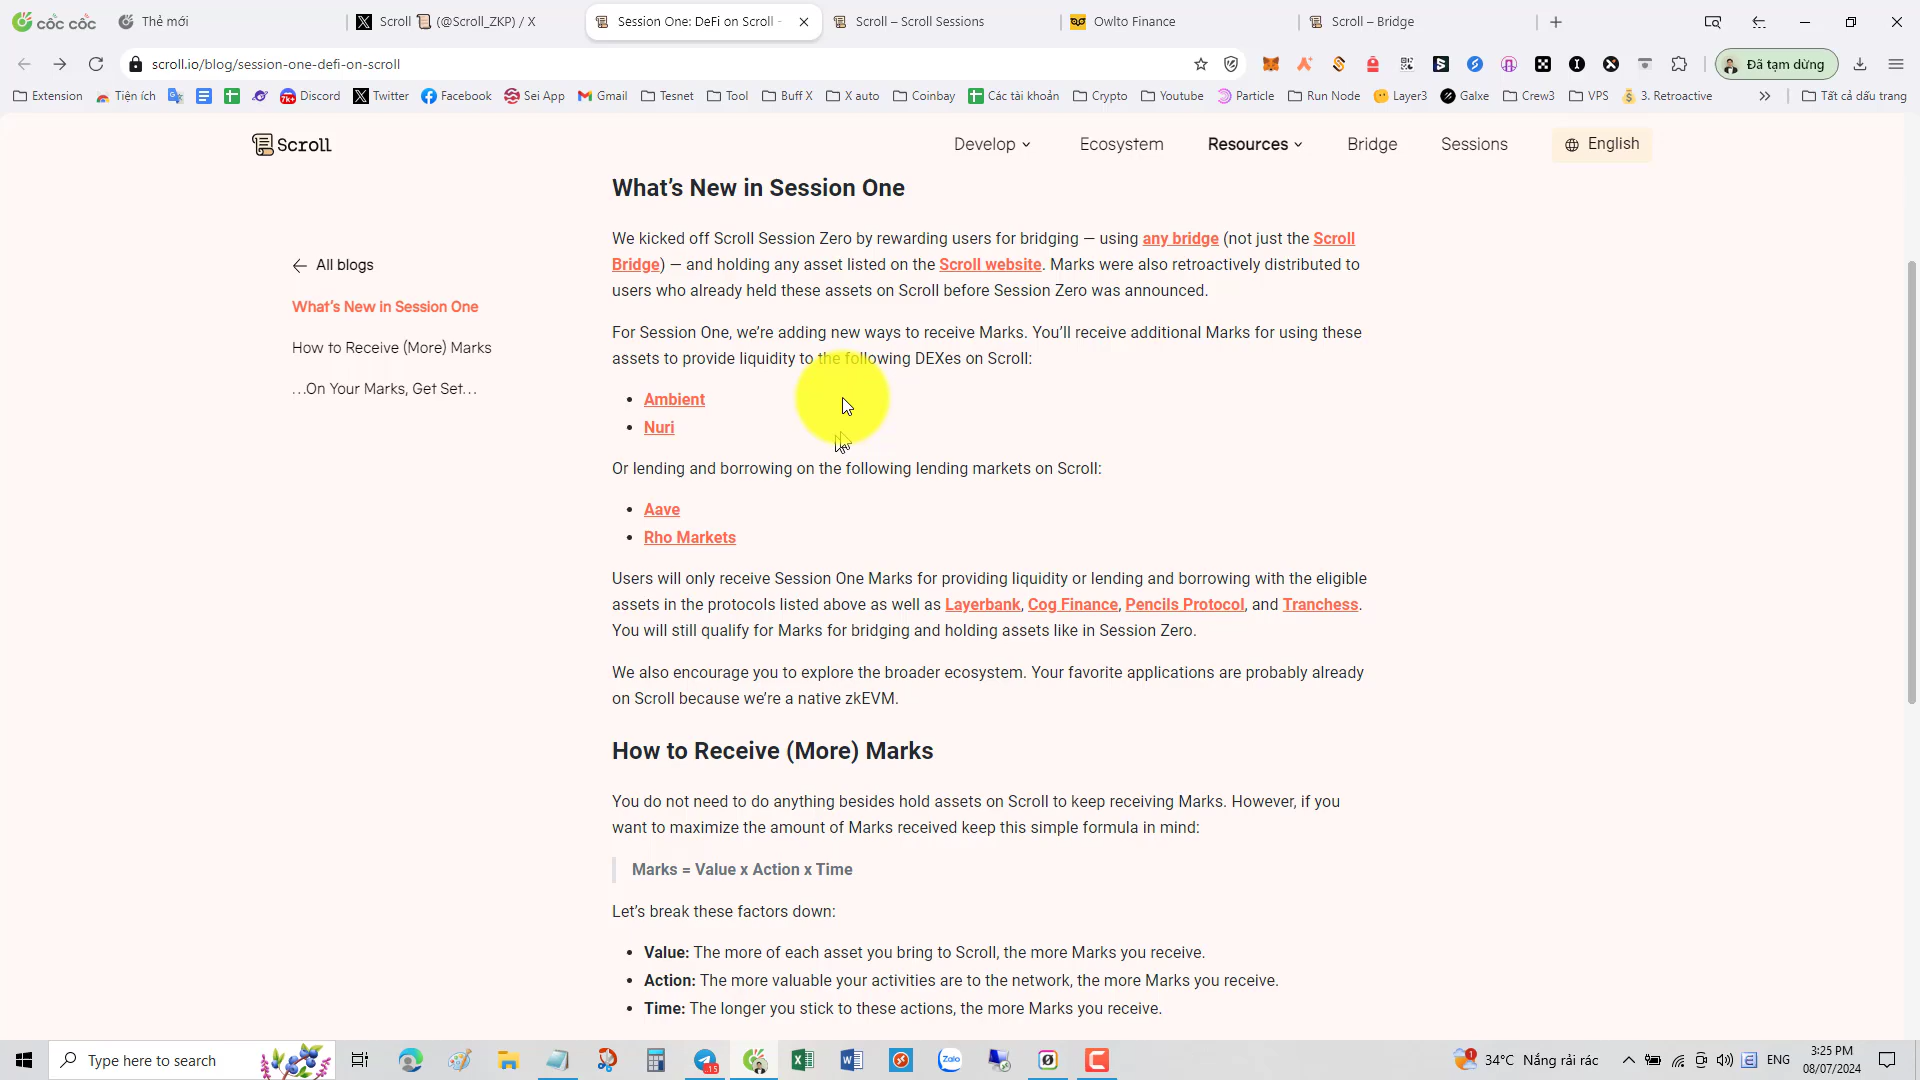 cốc cốc
Thẻ mới
Scroll 📜 (@Scroll_ZKP) / X
Session One: DeFi on Scroll -
Scroll – Scroll Sessions
Owlto Finance
Scroll – Bridge
scroll.io/blog/session-one-defi-on-scroll
Đã tạm dừng
Extension
Tiện ích
Discord
Twitter
Facebook
Sei App
Gmail
Tesnet
Tool
Buff X
X auto
Coinbay
Các tài khoản
Crypto
Youtube
Particle
Run Node
Layer3
Galxe
Crew3
VPS
3. Retroactive
Tất cả dấu trang
Scroll
Develop
Ecosystem
Resources
Bridge
Sessions
English
All blogs
What's New in Session One
How to Receive (More) Marks
…On Your Marks, Get Set…
What's New in Session One
We kicked off Scroll Session Zero by rewarding users for bridging — using any bridge (not just the Scroll
Bridge) — and holding any asset listed on the Scroll website. Marks were also retroactively distributed to
users who already held these assets on Scroll before Session Zero was announced.
For Session One, we're adding new ways to receive Marks. You'll receive additional Marks for using these
assets to provide liquidity to the following DEXes on Scroll:
• Ambient
• Nuri
Or lending and borrowing on the following lending markets on Scroll:
• Aave
• Rho Markets
Users will only receive Session One Marks for providing liquidity or lending and borrowing with the eligible
assets in the protocols listed above as well as Layerbank, Cog Finance, Pencils Protocol, and Tranchess.
You will still qualify for Marks for bridging and holding assets like in Session Zero.
We also encourage you to explore the broader ecosystem. Your favorite applications are probably already
on Scroll because we're a native zkEVM.
How to Receive (More) Marks
You do not need to do anything besides hold assets on Scroll to keep receiving Marks. However, if you
want to maximize the amount of Marks received keep this simple formula in mind:
Marks = Value x Action x Time
Let's break these factors down:
• Value: The more of each asset you bring to Scroll, the more Marks you receive.
• Action: The more valuable your activities are to the network, the more Marks you receive.
• Time: The longer you stick to these actions, the more Marks you receive.
Type here to search
34°C Nắng rải rác
ENG
3:25 PM
08/07/2024